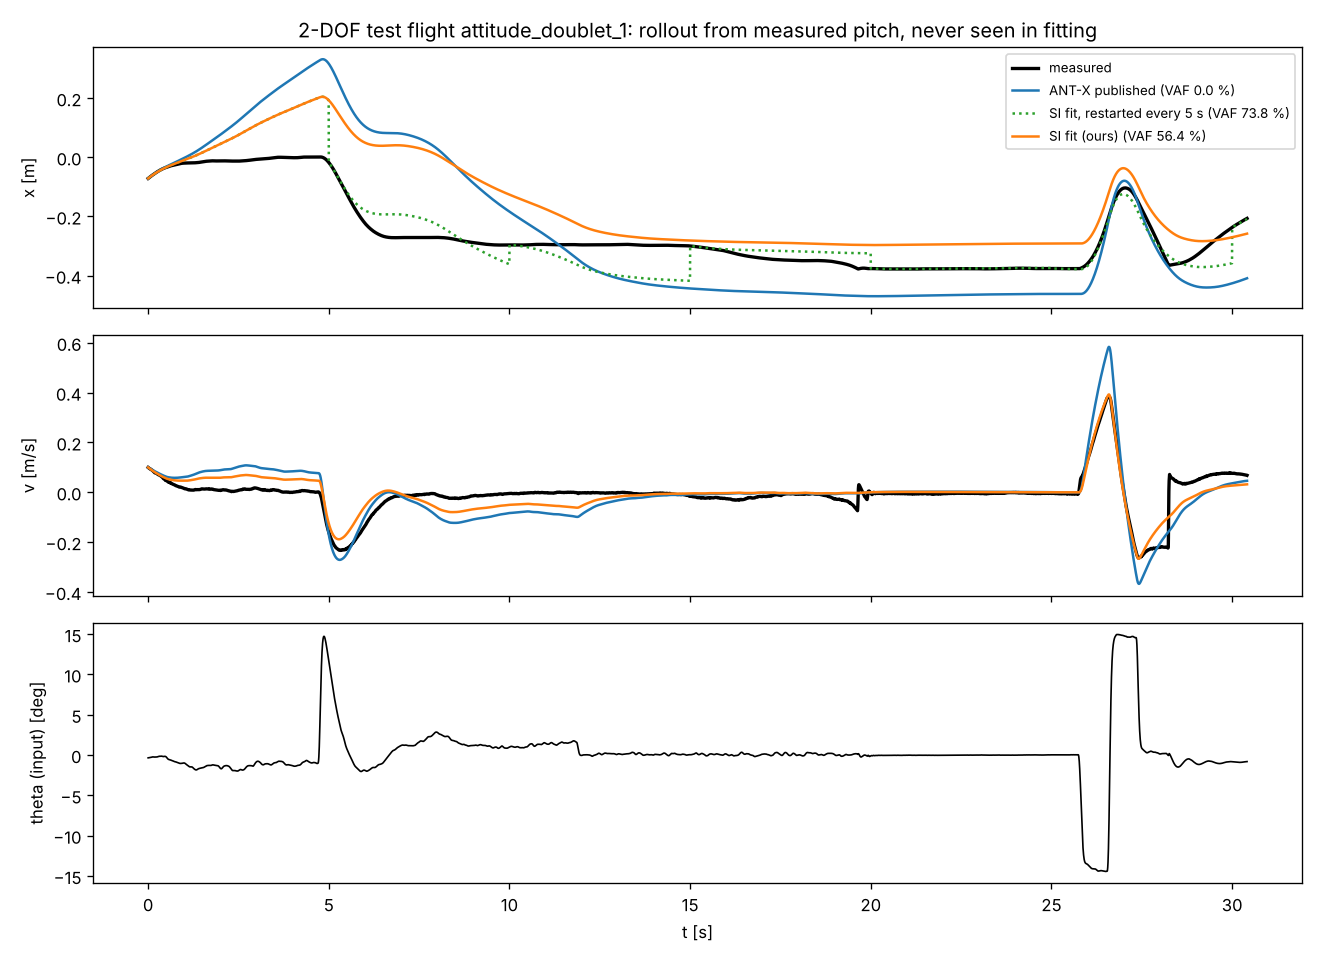 2-DOF test flight attitude_doublet_1: rollout from measured pitch, never seen in fitting
measured
ANT-X published (VAF 0.0 %)
SI fit, restarted every 5 s (VAF 73.8 %)
SI fit (ours) (VAF 56.4 %)
0.2
0.0
−0.2
−0.4
x [m]
0.6
0.4
0.2
0.0
−0.2
−0.4
v [m/s]
15
10
5
0
−5
−10
−15
theta (input) [deg]
0 5 10 15 20 25 30
t [s]